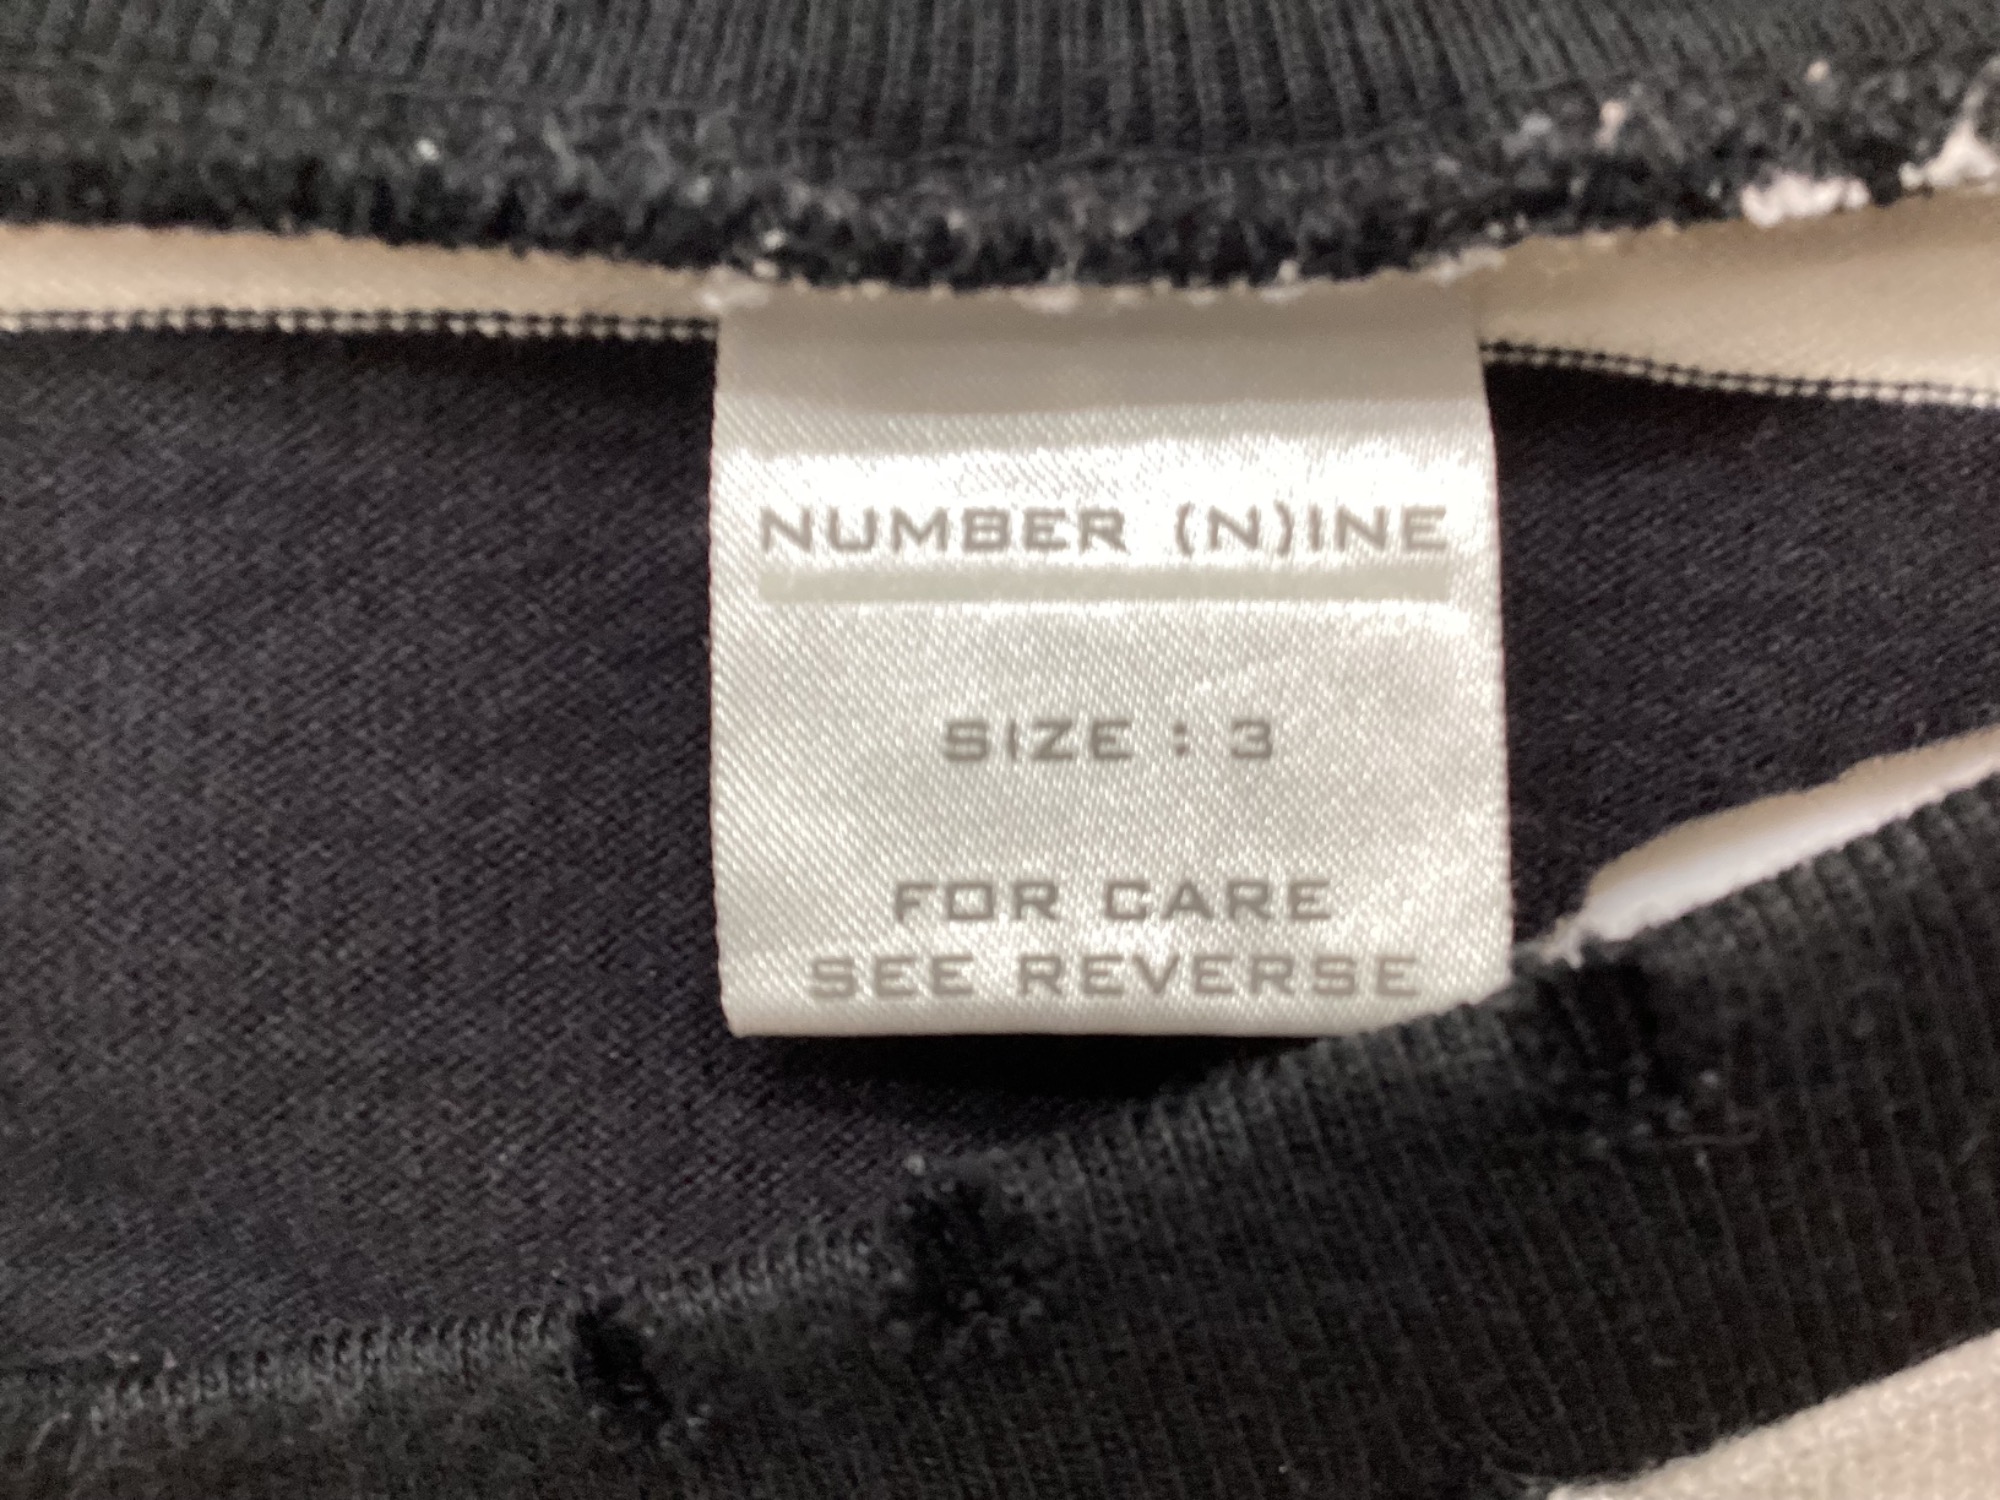 NUMBER (N)INE
SIZE : 3
FOR CARE
SEE REVERSE